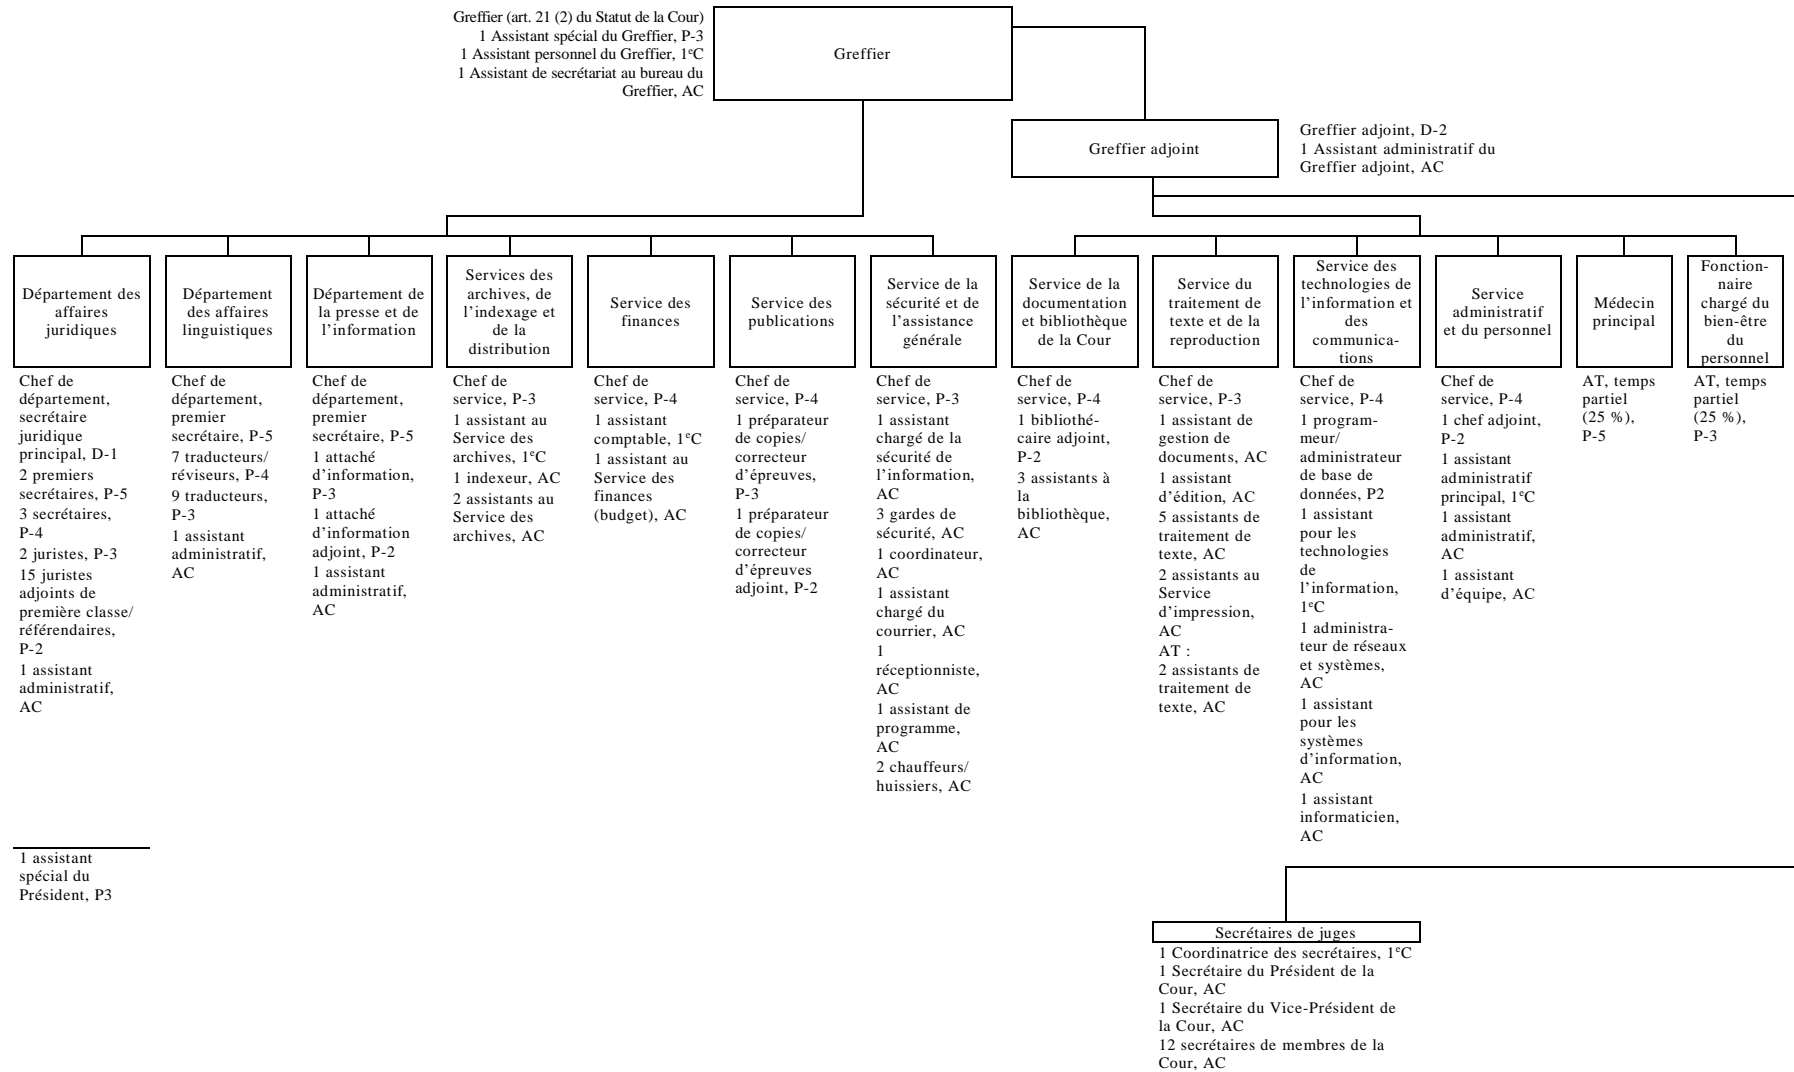 Greffier (art. 21 (2) du Statut de la Cour)
1 Assistant spécial du Greffier, P-3
1 Assistant personnel du Greffier, 1ᵉC
1 Assistant de secrétariat au bureau du
Greffier, AC
Greffier
Greffier adjoint
Greffier adjoint, D-2
1 Assistant administratif du
Greffier adjoint, AC
Département des
affaires
juridiques
Chef de
département,
secrétaire
juridique
principal, D-1
2 premiers
secrétaires, P-5
3 secrétaires,
P-4
2 juristes, P-3
15 juristes
adjoints de
première classe/
référendaires,
P-2
1 assistant
administratif,
AC
1 assistant
spécial du
Président, P3
Département
des affaires
linguistiques
Chef de
département,
premier
secrétaire, P-5
7 traducteurs/
réviseurs, P-4
9 traducteurs,
P-3
1 assistant
administratif,
AC
Département de
la presse et de
l’information
Chef de
département,
premier
secrétaire, P-5
1 attaché
d’information,
P-3
1 attaché
d’information
adjoint, P-2
1 assistant
administratif,
AC
Services des
archives, de
l’indexage et
de la
distribution
Chef de
service, P-3
1 assistant au
Service des
archives, 1ᵉC
1 indexeur, AC
2 assistants au
Service des
archives, AC
Service des
finances
Chef de
service, P-4
1 assistant
comptable, 1ᵉC
1 assistant au
Service des
finances
(budget), AC
Service des
publications
Chef de
service, P-4
1 préparateur
de copies/
correcteur
d’épreuves,
P-3
1 préparateur
de copies/
correcteur
d’épreuves
adjoint, P-2
Service de la
sécurité et de
l’assistance
générale
Chef de
service, P-3
1 assistant
chargé de la
sécurité de
l’information,
AC
3 gardes de
sécurité, AC
1 coordinateur,
AC
1 assistant
chargé du
courrier, AC
1
réceptionniste,
AC
1 assistant de
programme,
AC
2 chauffeurs/
huissiers, AC
Service de la
documentation
et bibliothèque
de la Cour
Chef de
service, P-4
1 bibliothé-
caire adjoint,
P-2
3 assistants à
la
bibliothèque,
AC
Service du
traitement de
texte et de la
reproduction
Chef de
service, P-3
1 assistant de
gestion de
documents, AC
1 assistant
d’édition, AC
5 assistants de
traitement de
texte, AC
2 assistants au
Service
d’impression,
AC
AT :
2 assistants de
traitement de
texte, AC
Service des
technologies de
l’information et
des
communica-
tions
Chef de
service, P-4
1 program-
meur/
administrateur
de base de
données, P2
1 assistant
pour les
technologies
de
l’information,
1ᵉC
1 administra-
teur de réseaux
et systèmes,
AC
1 assistant
pour les
systèmes
d’information,
AC
1 assistant
informaticien,
AC
Service
administratif
et du personnel
Chef de
service, P-4
1 chef adjoint,
P-2
1 assistant
administratif
principal, 1ᵉC
1 assistant
administratif,
AC
1 assistant
d’équipe, AC
Médecin
principal
AT, temps
partiel
(25 %),
P-5
Fonction-
naire
chargé du
bien-être
du
personnel
AT, temps
partiel
(25 %),
P-3
Secrétaires de juges
1 Coordinatrice des secrétaires, 1ᵉC
1 Secrétaire du Président de la
Cour, AC
1 Secrétaire du Vice-Président de
la Cour, AC
12 secrétaires de membres de la
Cour, AC